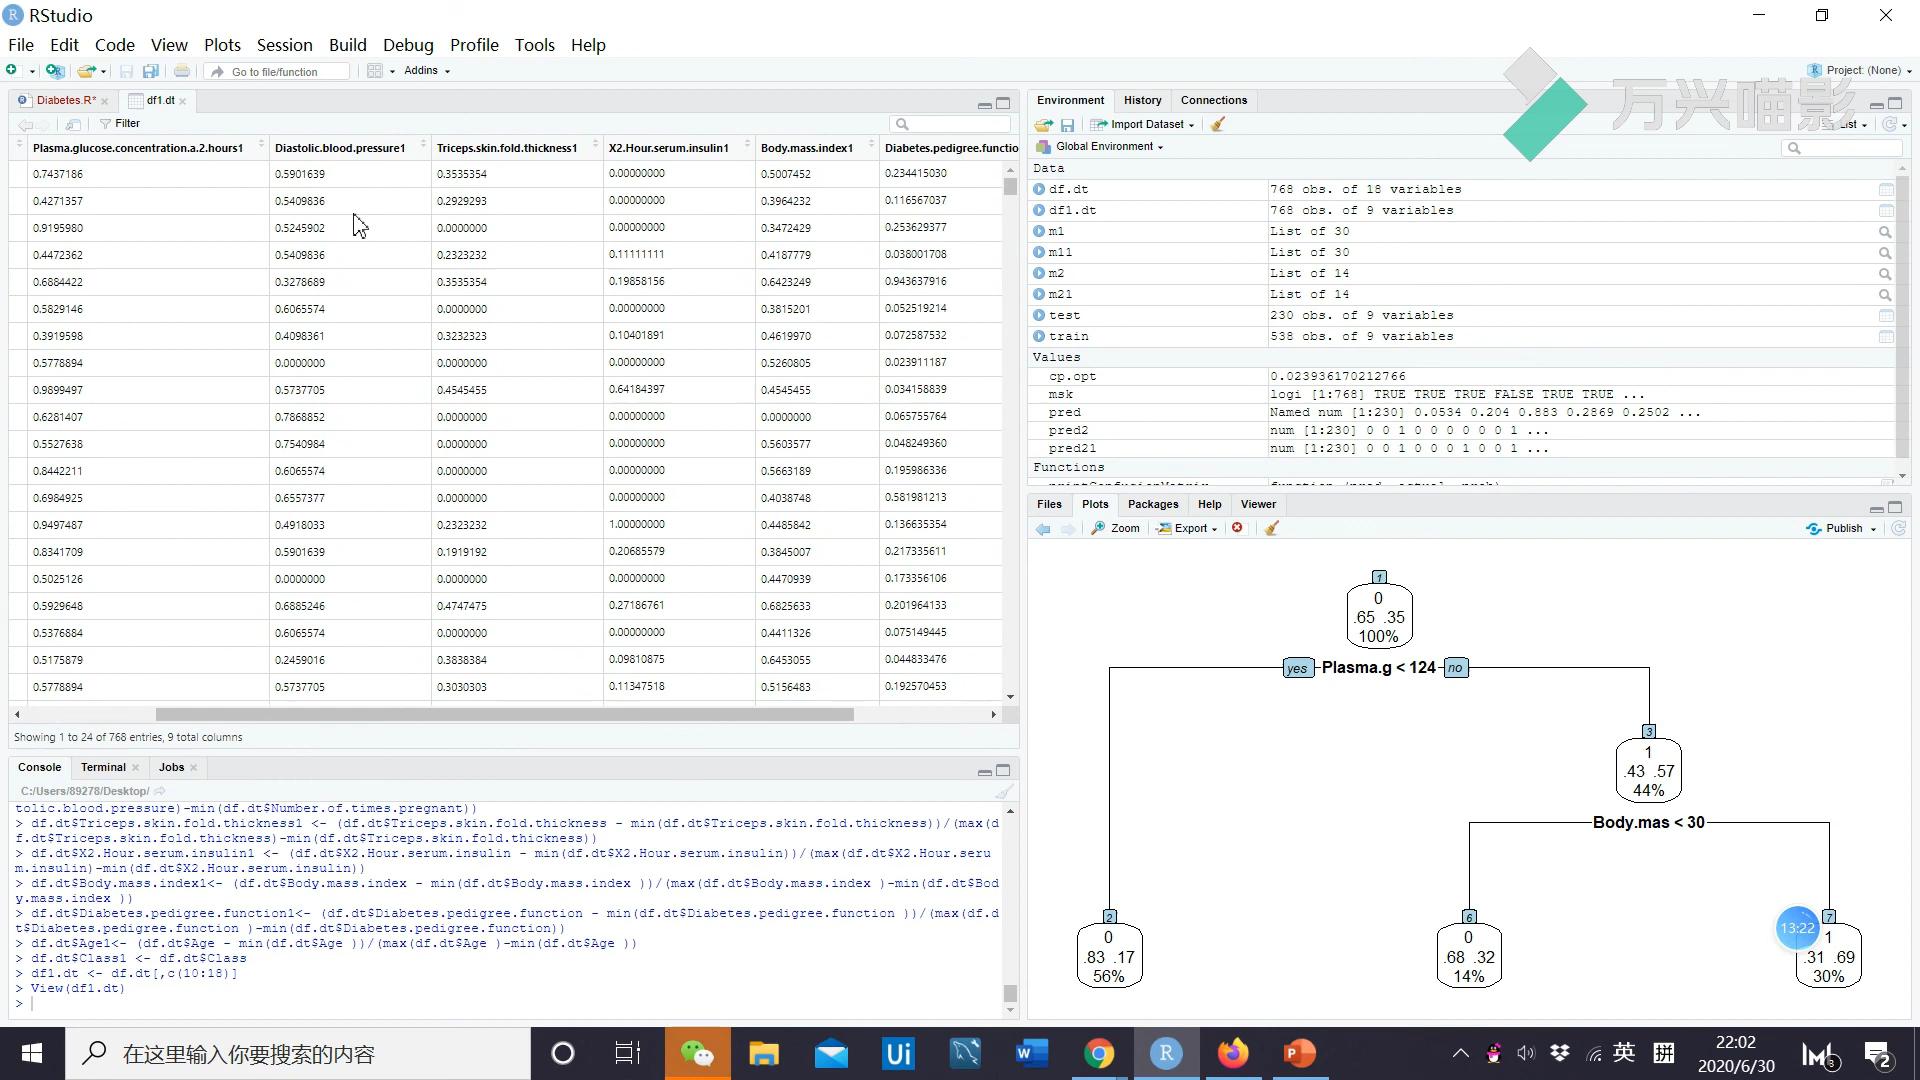 RStudio
File Edit Code View Plots Session Build Debug Profile Tools Help
Go to file/function Addins Project: (None)
万兴喵影
Diabetes.R* df1.dt
Filter
Plasma.glucose.concentration.a.2.hours1 Diastolic.blood.pressure1 Triceps.skin.fold.thickness1 X2.Hour.serum.insulin1 Body.mass.index1 Diabetes.pedigree.functio
0.7437186 0.5901639 0.3535354 0.00000000 0.5007452 0.234415030
0.4271357 0.5409836 0.2929293 0.00000000 0.3964232 0.116567037
0.9195980 0.5245902 0.0000000 0.00000000 0.3472429 0.253629377
0.4472362 0.5409836 0.2323232 0.11111111 0.4187779 0.038001708
0.6884422 0.3278689 0.3535354 0.19858156 0.6423249 0.943637916
0.5829146 0.6065574 0.0000000 0.00000000 0.3815201 0.052519214
0.3919598 0.4098361 0.3232323 0.10401891 0.4619970 0.072587532
0.5778894 0.0000000 0.0000000 0.00000000 0.5260805 0.023911187
0.9899497 0.5737705 0.4545455 0.64184397 0.4545455 0.034158839
0.6281407 0.7868852 0.0000000 0.00000000 0.0000000 0.065755764
0.5527638 0.7540984 0.0000000 0.00000000 0.5603577 0.048249360
0.8442211 0.6065574 0.0000000 0.00000000 0.5663189 0.195986336
0.6984925 0.6557377 0.0000000 0.00000000 0.4038748 0.581981213
0.9497487 0.4918033 0.2323232 1.00000000 0.4485842 0.136635354
0.8341709 0.5901639 0.1919192 0.20685579 0.3845007 0.217335611
0.5025126 0.0000000 0.0000000 0.00000000 0.4470939 0.173356106
0.5929648 0.6885246 0.4747475 0.27186761 0.6825633 0.201964133
0.5376884 0.6065574 0.0000000 0.00000000 0.4411326 0.075149445
0.5175879 0.2459016 0.3838384 0.09810875 0.6453055 0.044833476
0.5778894 0.5737705 0.3030303 0.11347518 0.5156483 0.192570453
Showing 1 to 24 of 768 entries, 9 total columns
Console Terminal Jobs
C:/Users/89278/Desktop/
tolic.blood.pressure)-min(df.dt$Number.of.times.pregnant))
> df.dt$Triceps.skin.fold.thickness1 <- (df.dt$Triceps.skin.fold.thickness - min(df.dt$Triceps.skin.fold.thickness))/(max(d
f.dt$Triceps.skin.fold.thickness)-min(df.dt$Triceps.skin.fold.thickness))
> df.dt$X2.Hour.serum.insulin1 <- (df.dt$X2.Hour.serum.insulin - min(df.dt$X2.Hour.serum.insulin))/(max(df.dt$X2.Hour.seru
m.insulin)-min(df.dt$X2.Hour.serum.insulin))
> df.dt$Body.mass.index1<- (df.dt$Body.mass.index - min(df.dt$Body.mass.index ))/(max(df.dt$Body.mass.index )-min(df.dt$Bod
y.mass.index ))
> df.dt$Diabetes.pedigree.function1<- (df.dt$Diabetes.pedigree.function - min(df.dt$Diabetes.pedigree.function ))/(max(df.d
t$Diabetes.pedigree.function )-min(df.dt$Diabetes.pedigree.function))
> df.dt$Age1<- (df.dt$Age - min(df.dt$Age ))/(max(df.dt$Age )-min(df.dt$Age ))
> df.dt$Class1 <- df.dt$Class
> df1.dt <- df.dt[,c(10:18)]
> View(df1.dt)
>
Environment History Connections
Import Dataset List
Global Environment
Data
df.dt 768 obs. of 18 variables
df1.dt 768 obs. of 9 variables
m1 List of 30
m11 List of 30
m2 List of 14
m21 List of 14
test 230 obs. of 9 variables
train 538 obs. of 9 variables
Values
cp.opt 0.023936170212766
msk logi [1:768] TRUE TRUE TRUE FALSE TRUE TRUE ...
pred Named num [1:230] 0.0534 0.204 0.883 0.2869 0.2502 ...
pred2 num [1:230] 0 0 1 0 0 0 0 0 0 1 ...
pred21 num [1:230] 0 0 1 0 0 0 1 0 0 1 ...
Functions
Files Plots Packages Help Viewer
Zoom Export Publish
1
0
.65 .35
100%
yes Plasma.g < 124 no
3
1
.43 .57
44%
Body.mas < 30
2
0
.83 .17
56%
6
0
.68 .32
14%
7
1
.31 .69
30%
13:22
在这里输入你要搜索的内容
英 拼
22:02
2020/6/30
3
2